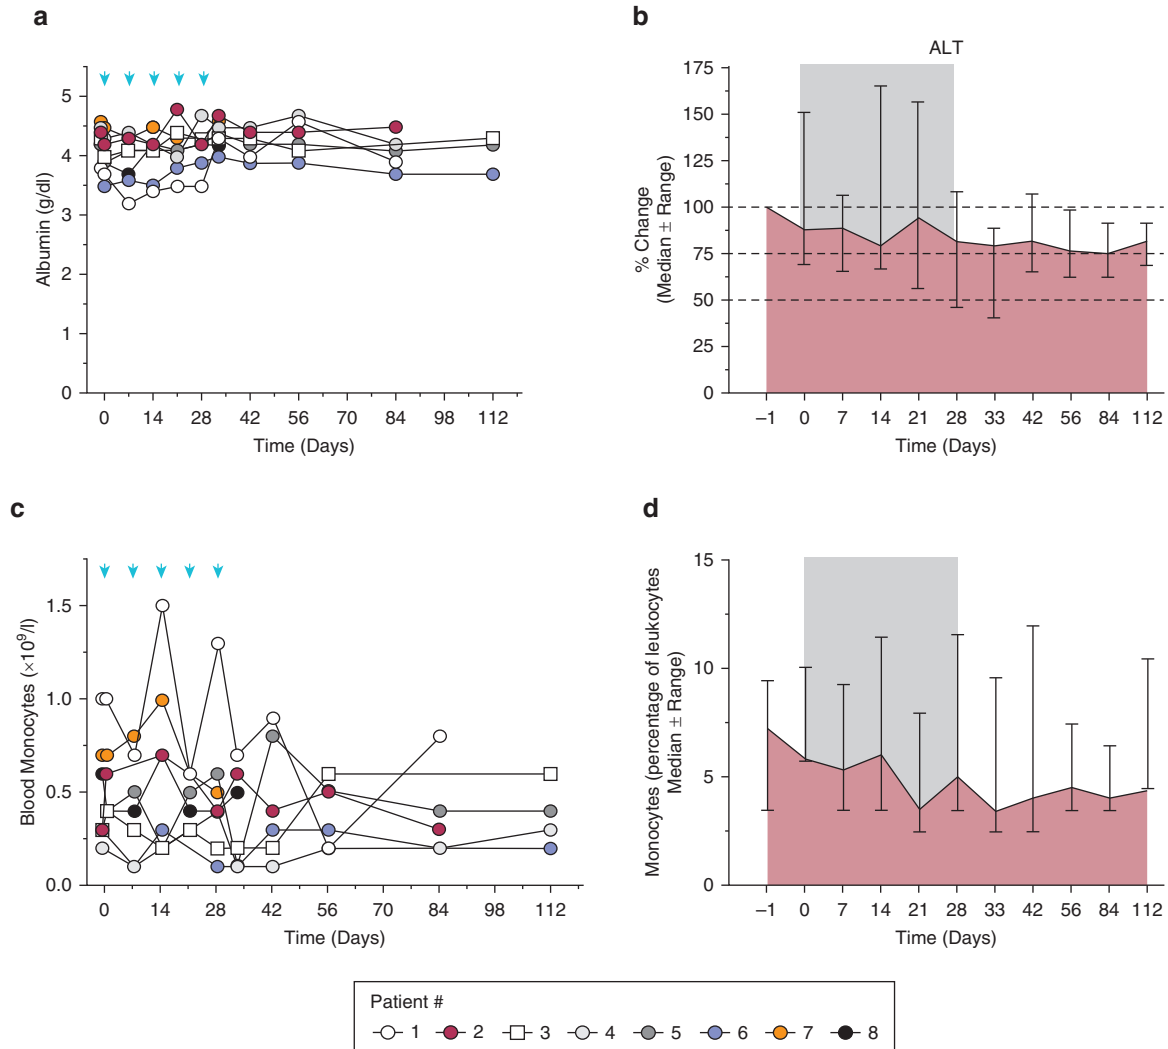 a
5
4
3
2
1
0
Albumin (g/dl)
0 14 28 42 56 70 84 98 112
Time (Days)
b
ALT
175
150
125
100
75
50
25
0
% Change
(Median ± Range)
–1 0 7 14 21 28 33 42 56 84 112
Time (Days)
c
1.5
1.0
0.5
0.0
Blood Monocytes (×10⁹/l)
0 14 28 42 56 70 84 98 112
Time (Days)
d
15
10
5
0
Monocytes (percentage of leukocytes
Median ± Range)
–1 0 7 14 21 28 33 42 56 84 112
Time (Days)
Patient #
1 2 3 4 5 6 7 8